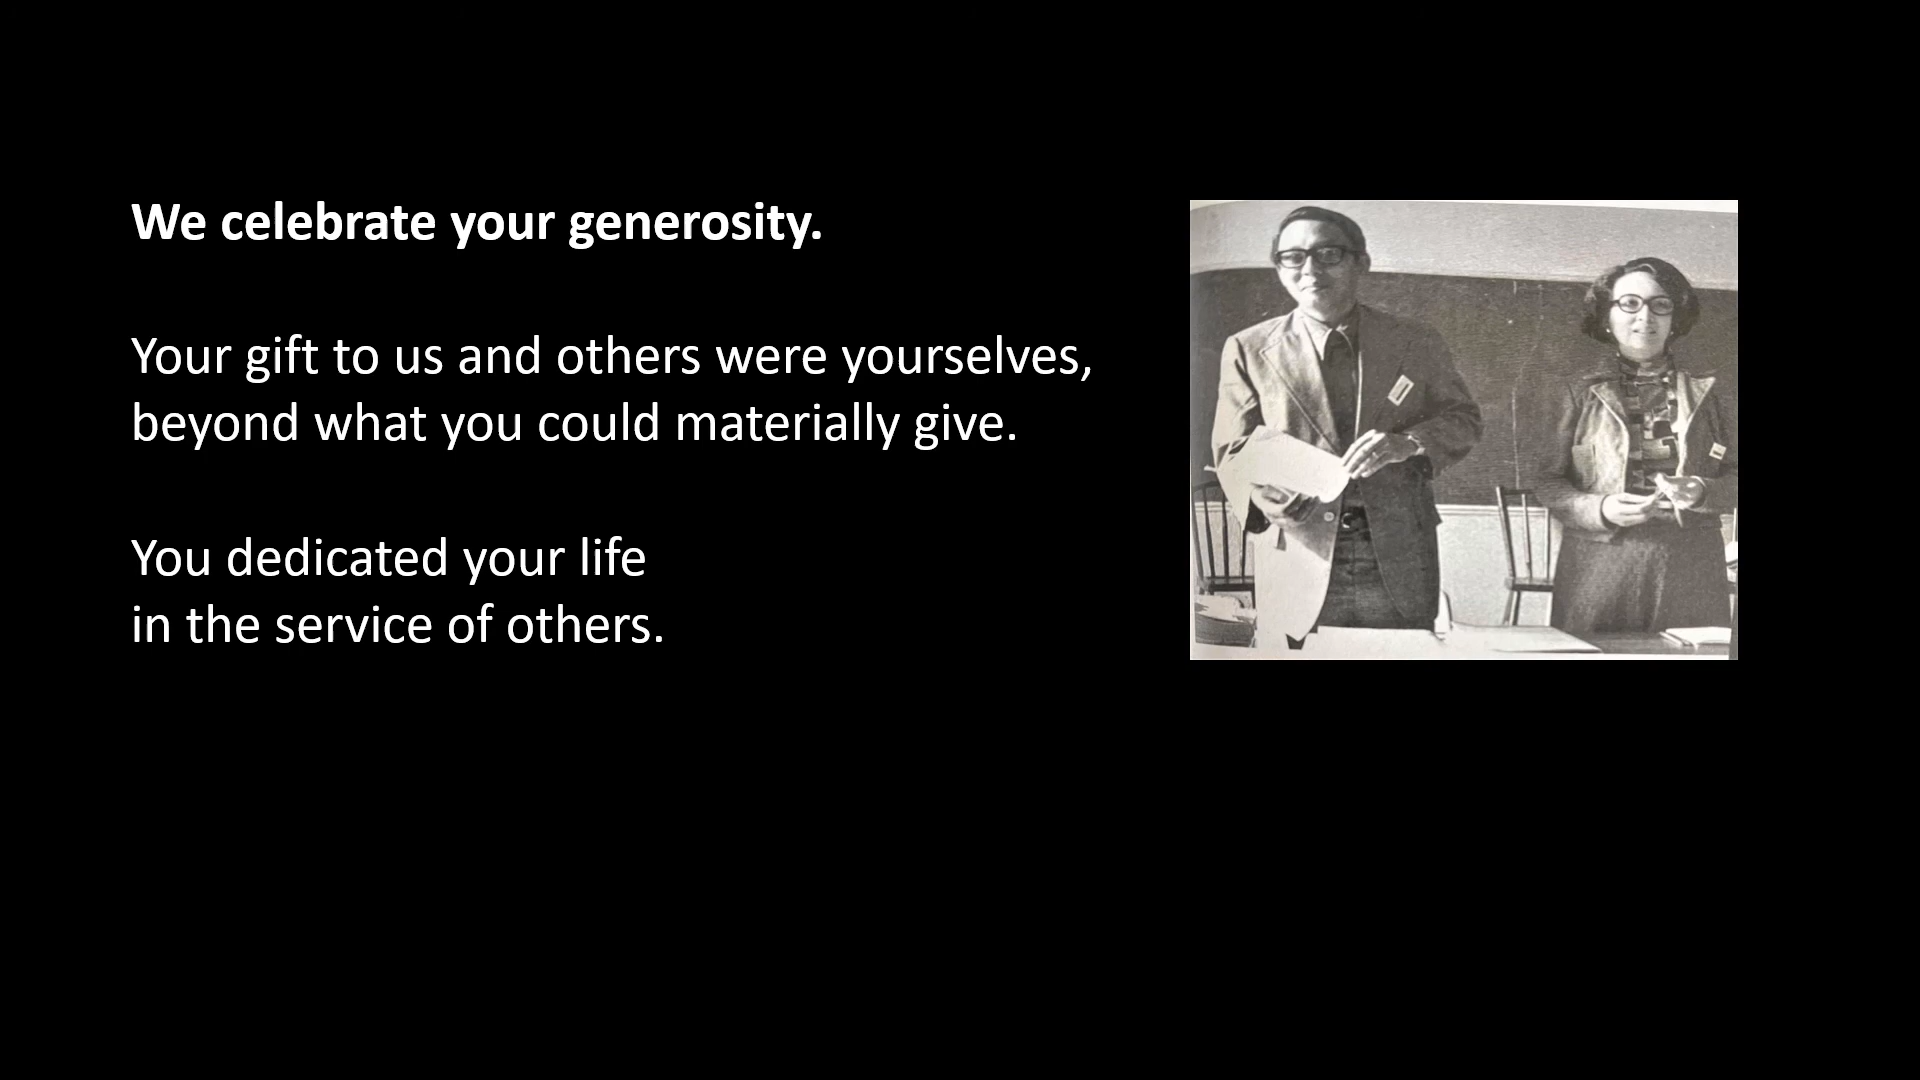 We celebrate your generosity.
Your gift to us and others were yourselves,
beyond what you could materially give.
You dedicated your life
in the service of others.